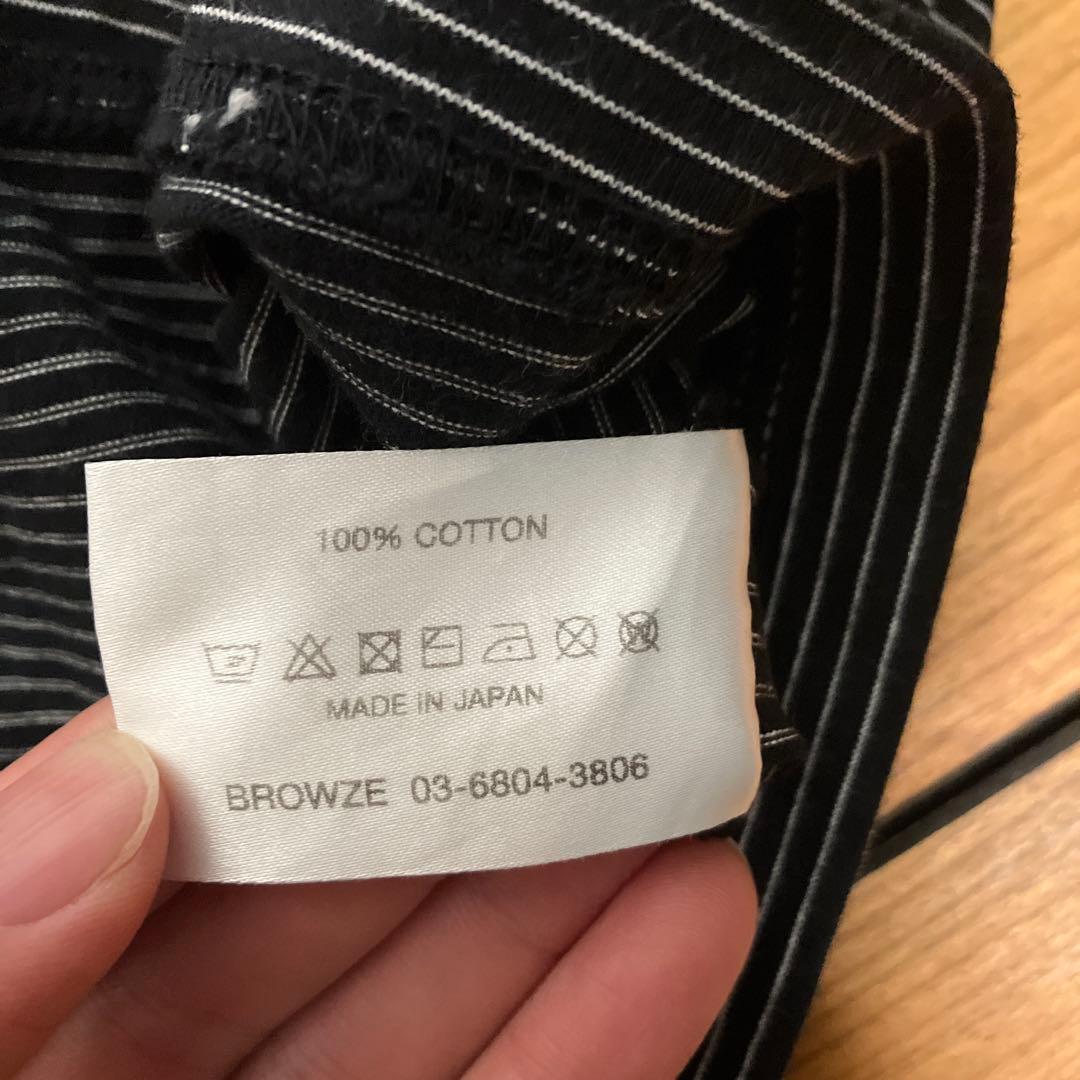 100% COTTON
MADE IN JAPAN
BROWZE 03-6804-3806